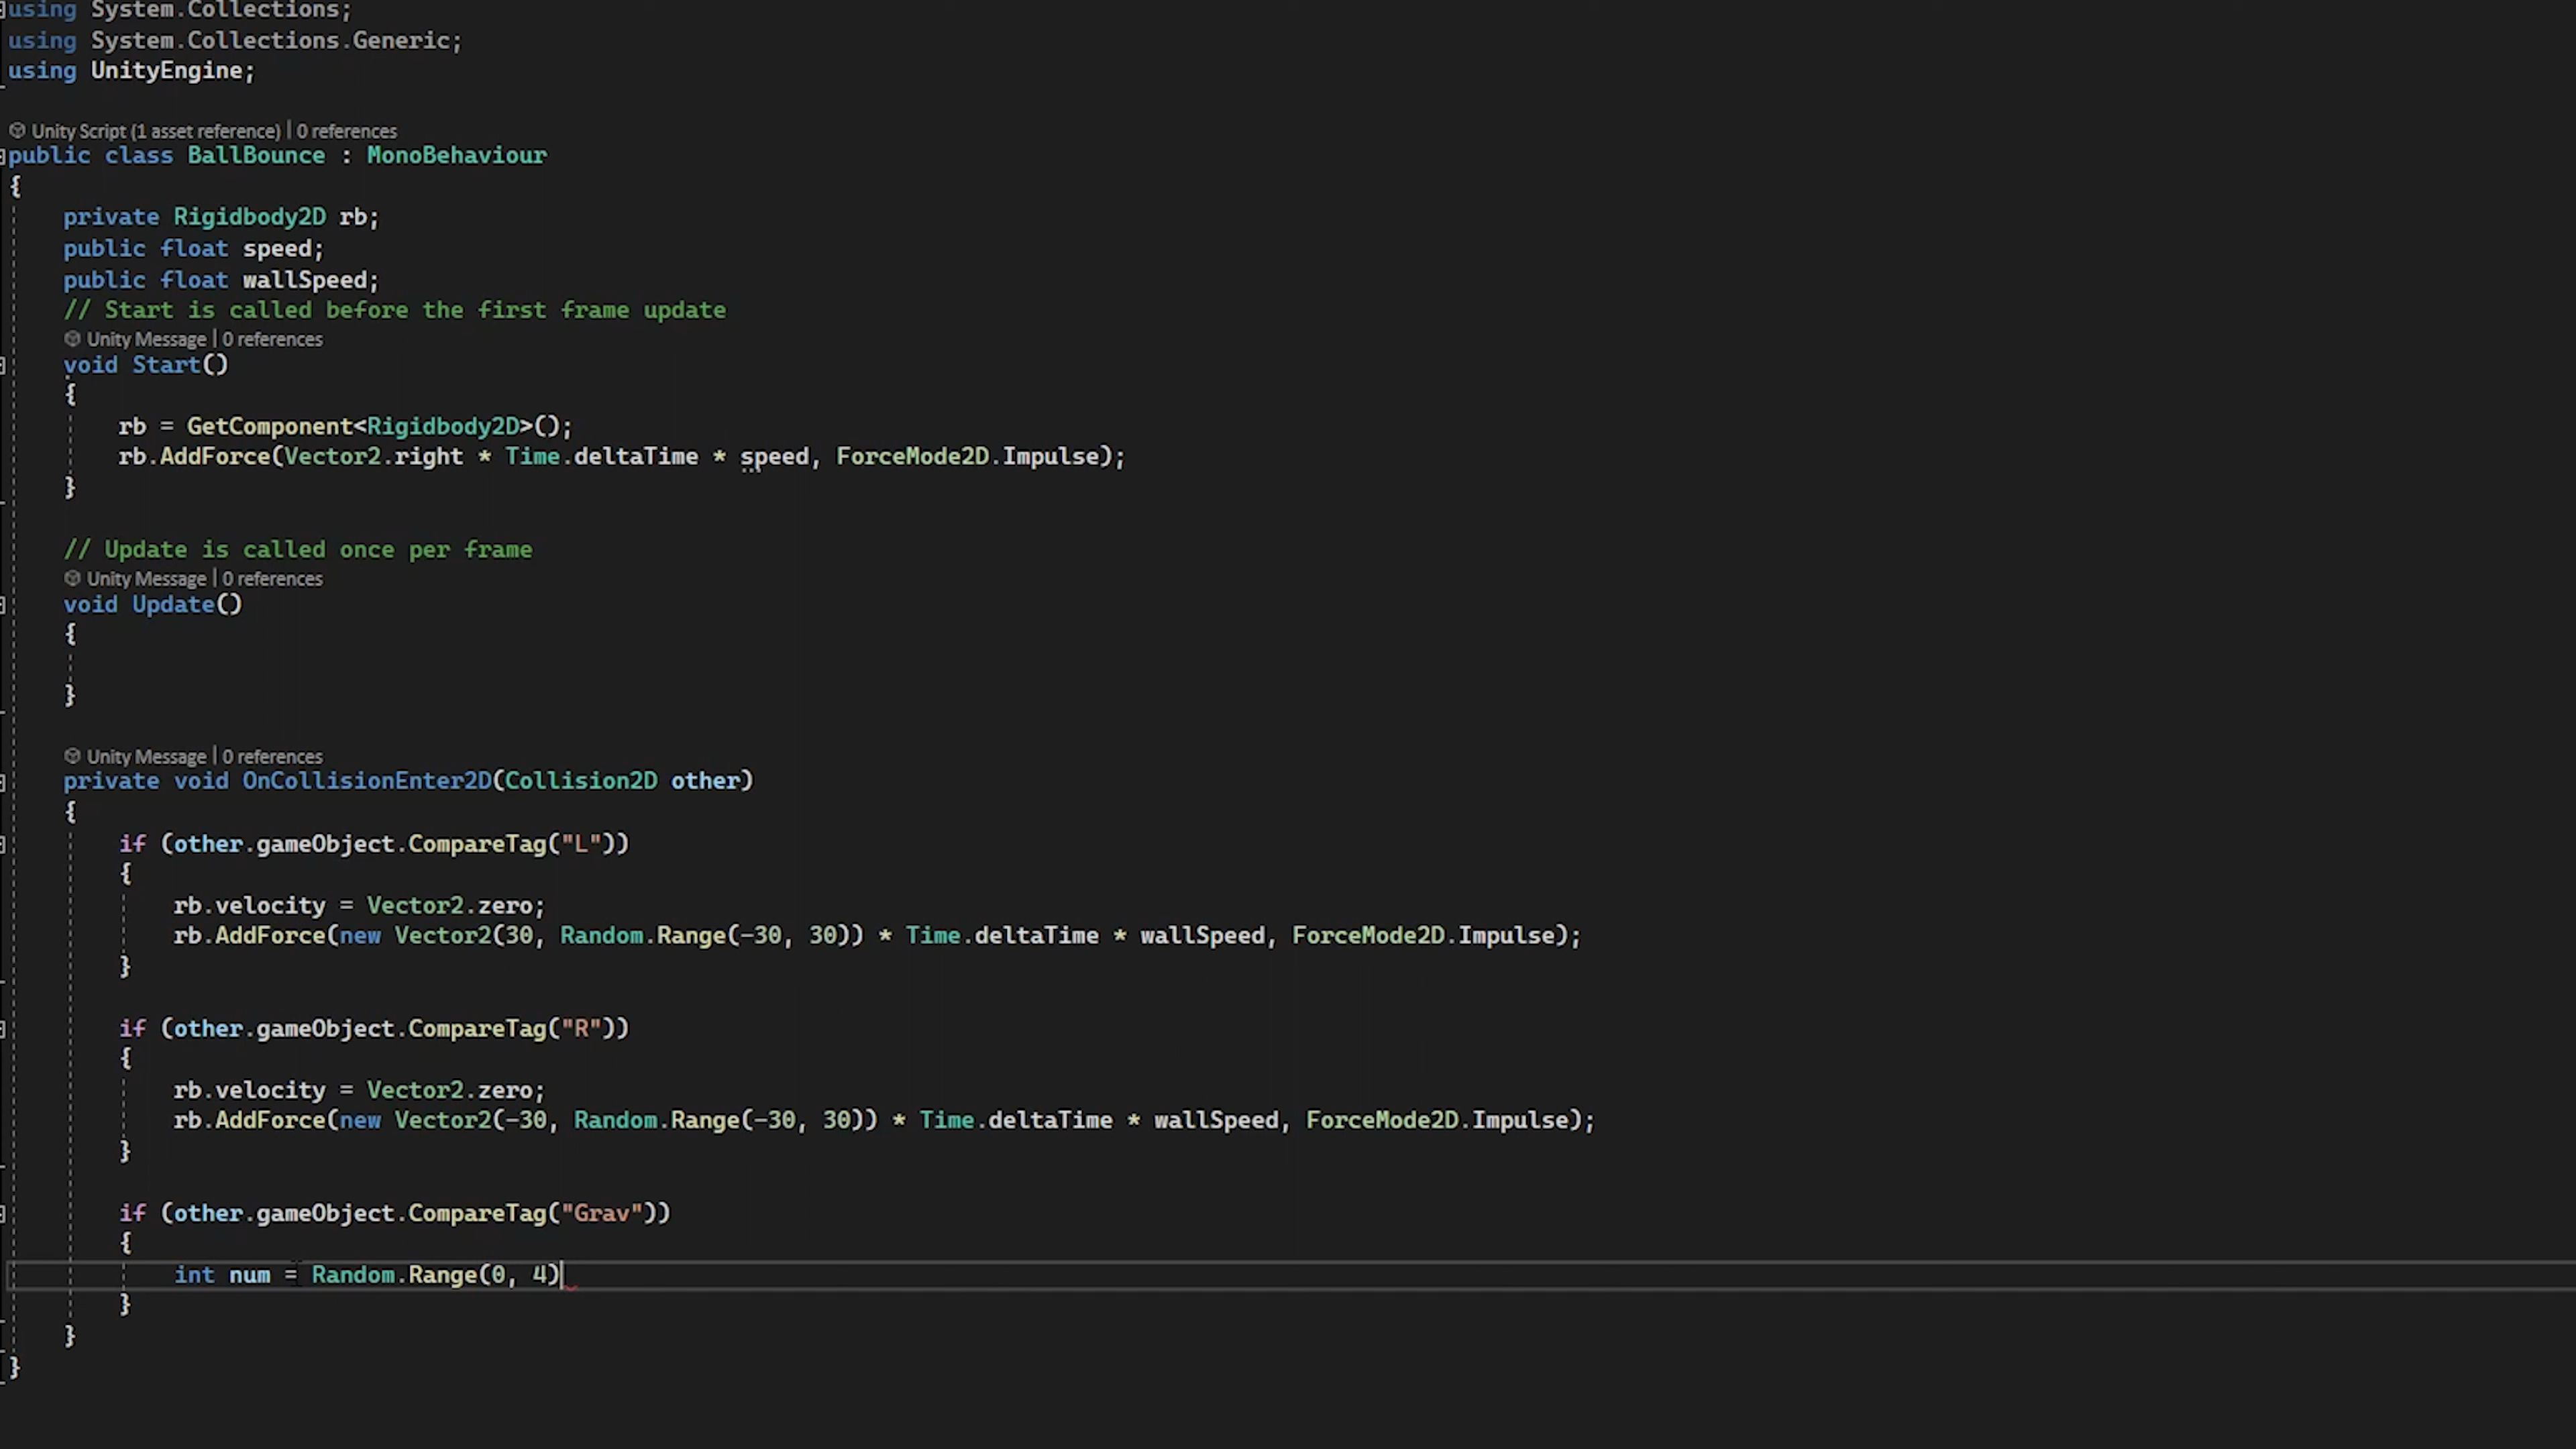 using System.Collections;
using System.Collections.Generic;
using UnityEngine;
Unity Script (1 asset reference) | 0 references
public class BallBounce : MonoBehaviour
{
private Rigidbody2D rb;
public float speed;
public float wallSpeed;
// Start is called before the first frame update
Unity Message | 0 references
void Start()
{
rb = GetComponent<Rigidbody2D>();
rb.AddForce(Vector2.right * Time.deltaTime * speed, ForceMode2D.Impulse);
}
// Update is called once per frame
Unity Message | 0 references
void Update()
{
}
Unity Message | 0 references
private void OnCollisionEnter2D(Collision2D other)
{
if (other.gameObject.CompareTag("L"))
{
rb.velocity = Vector2.zero;
rb.AddForce(new Vector2(30, Random.Range(-30, 30)) * Time.deltaTime * wallSpeed, ForceMode2D.Impulse);
}
if (other.gameObject.CompareTag("R"))
{
rb.velocity = Vector2.zero;
rb.AddForce(new Vector2(-30, Random.Range(-30, 30)) * Time.deltaTime * wallSpeed, ForceMode2D.Impulse);
}
if (other.gameObject.CompareTag("Grav"))
{
int num = Random.Range(0, 4)
}
}
}